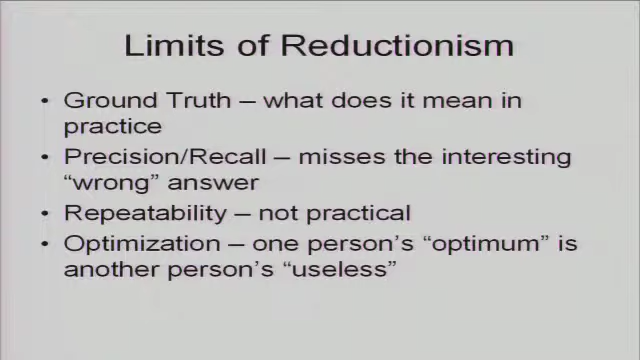 Limits of Reductionism
• Ground Truth – what does it mean in
practice
• Precision/Recall – misses the interesting
“wrong” answer
• Repeatability – not practical
• Optimization – one person’s “optimum” is
another person’s “useless”